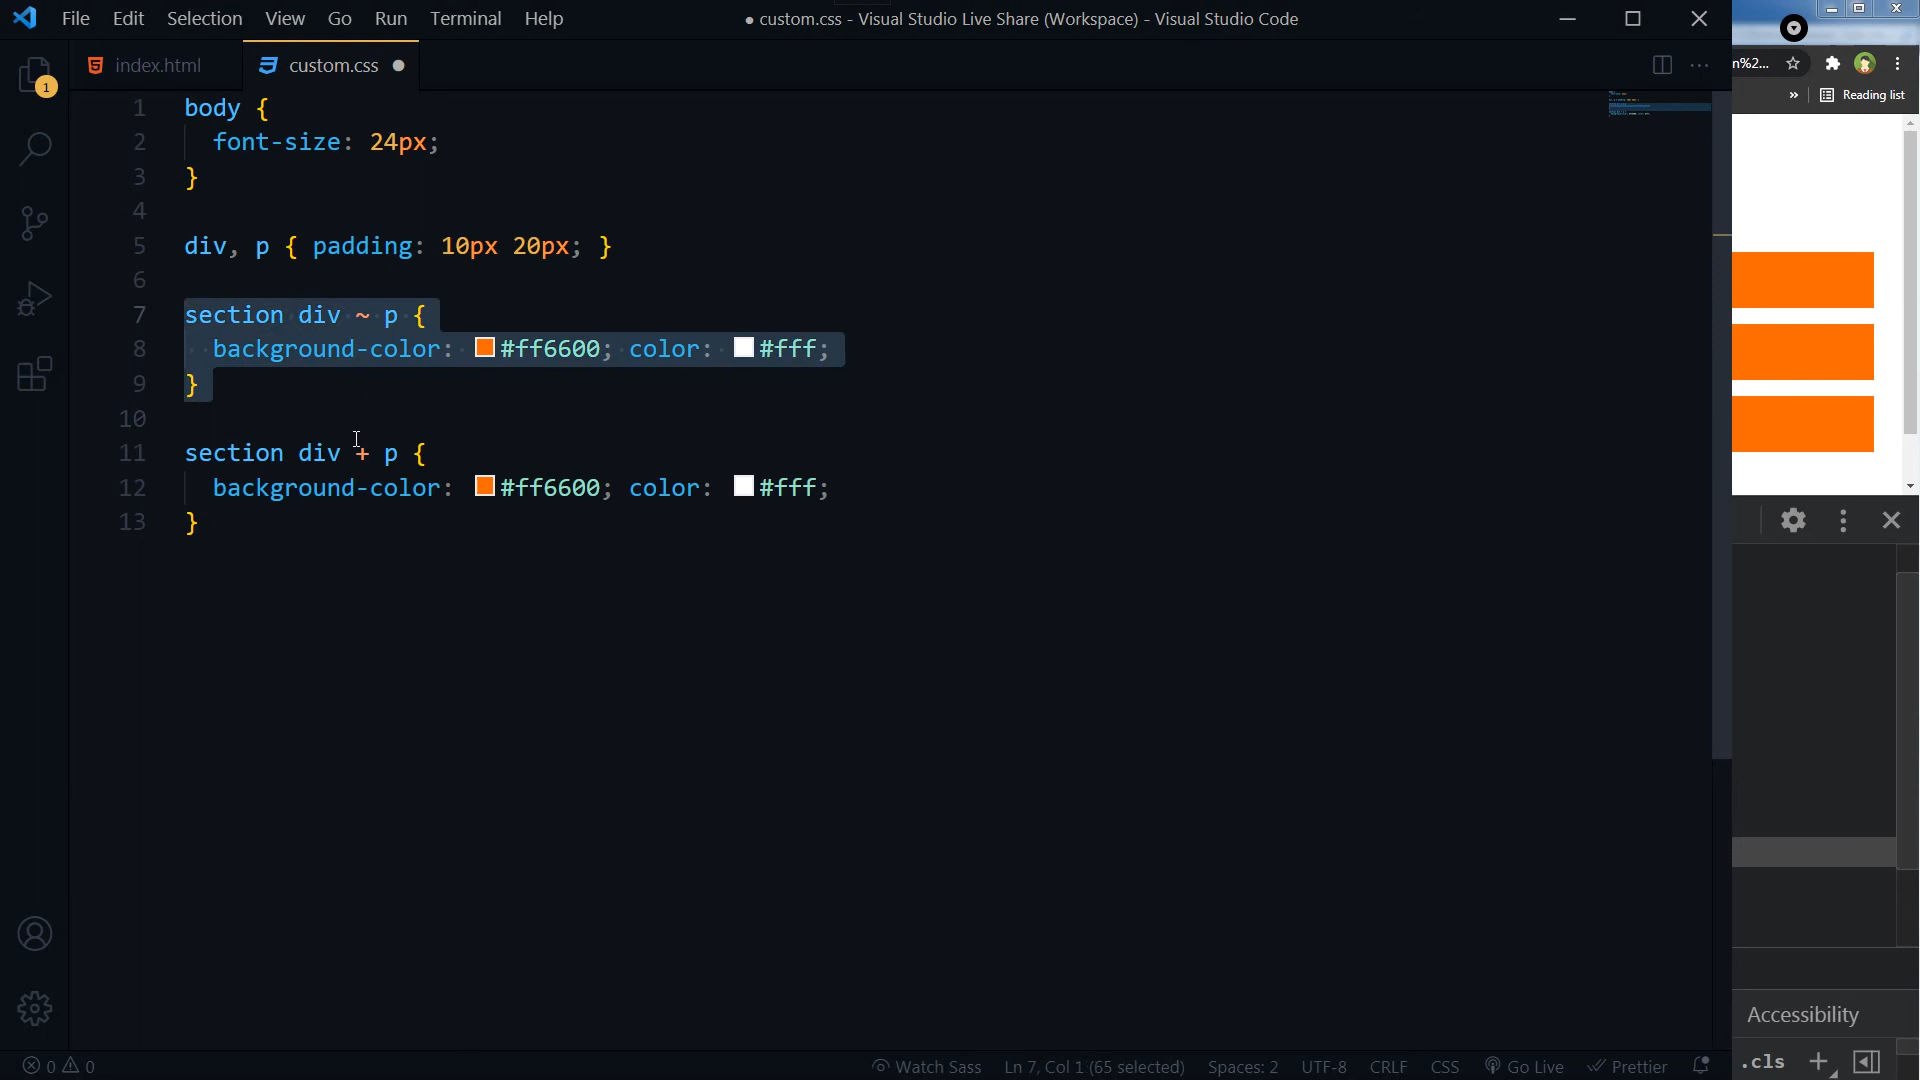 File Edit Selection View Go Run Terminal Help
● custom.css - Visual Studio Live Share (Workspace) - Visual Studio Code
index.html custom.css ●
n%2...
» Reading list
1
1 body {
2 font-size: 24px;
3 }
4
5 div, p { padding: 10px 20px; }
6
7 section div ~ p {
8 background-color: #ff6600; color: #fff;
9 }
10
11 section div + p {
12 background-color: #ff6600; color: #fff;
13 }
Accessibility
.cls
0 0 Watch Sass Ln 7, Col 1 (65 selected) Spaces: 2 UTF-8 CRLF CSS Go Live Prettier